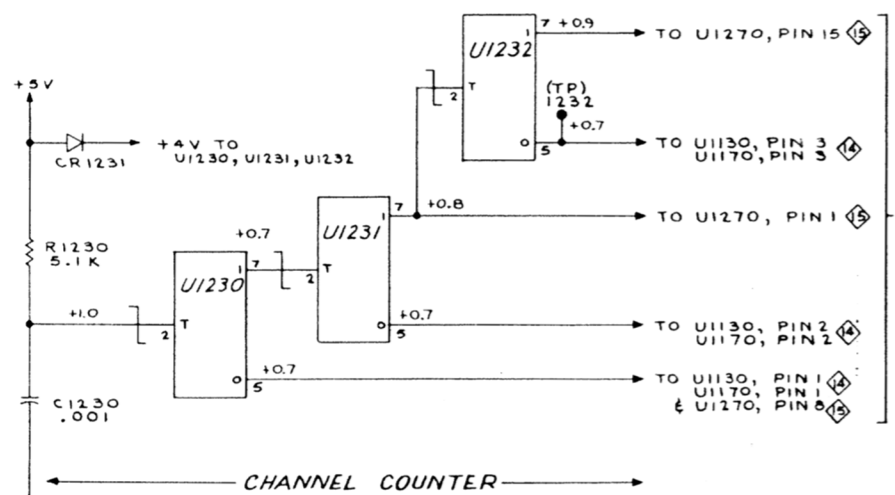 7 +0.9
1
TO U1270, PIN 15 15
U1232
T
2
(TP)
1232
+0.7
0
5
TO U1130, PIN 3 14
U1170, PIN 3
+5V
CR1231
+4V TO
U1230, U1231, U1232
7
1
+0.8
TO U1270, PIN 1 15
U1231
T
2
+0.7
0
5
TO U1130, PIN 2 14
U1170, PIN 2
R1230
5.1K
+0.7
1
7
U1230
+1.0
T
2
+0.7
0
5
TO U1130, PIN 1 14
U1170, PIN 1
& U1270, PIN 8 15
C1230
.001
CHANNEL COUNTER